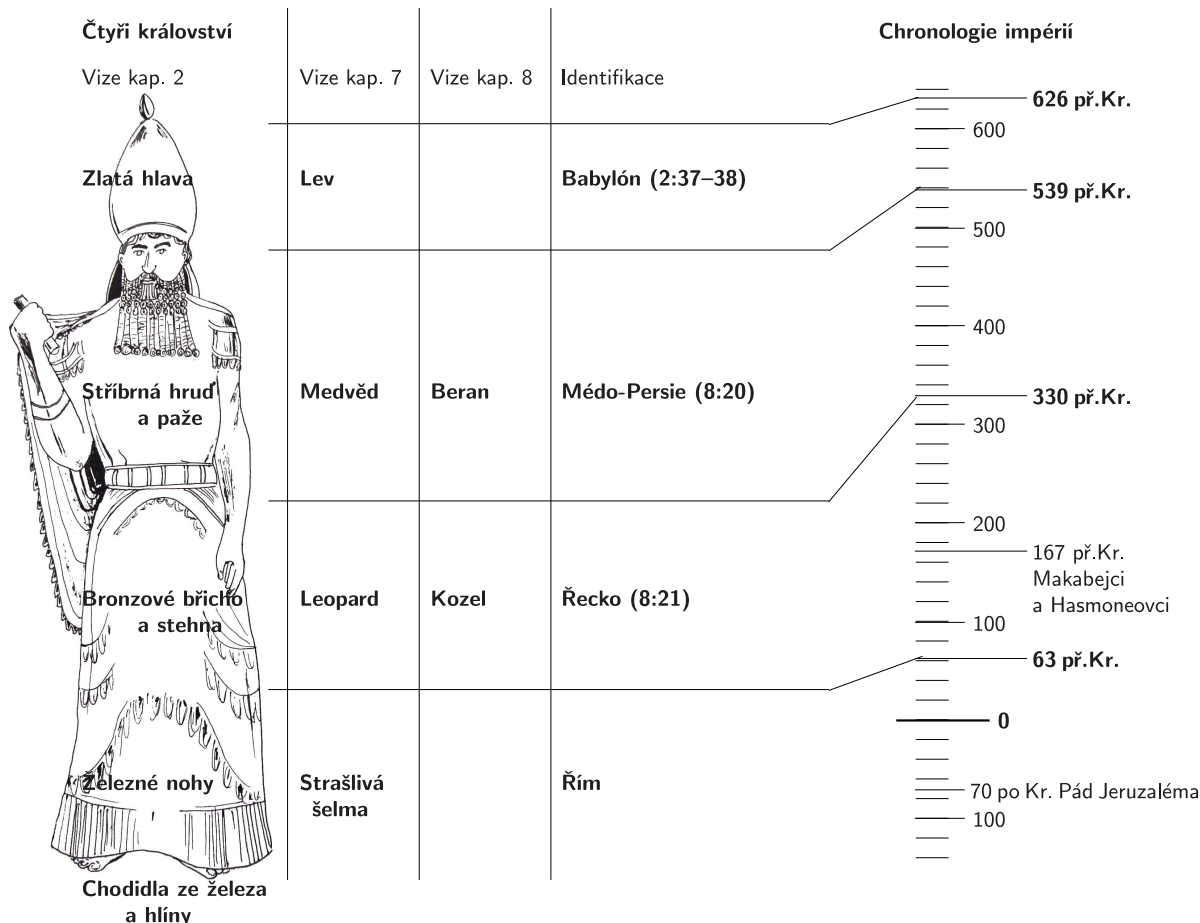 Čtyři království
Chronologie impérií
Vize kap. 2
Vize kap. 7
Vize kap. 8
Identifikace
626 př.Kr.
600
Zlatá hlava
Lev
Babylón (2:37–38)
539 př.Kr.
500
400
Stříbrná hruď
a paže
Medvěd
Beran
Médo-Persie (8:20)
330 př.Kr.
300
200
167 př.Kr.
Makabejci
a Hasmoneovci
Bronzové břicho
a stehna
Leopard
Kozel
Řecko (8:21)
100
63 př.Kr.
0
Železné nohy
Strašlivá
šelma
Řím
70 po Kr. Pád Jeruzaléma
100
Chodidla ze železa
a hlíny